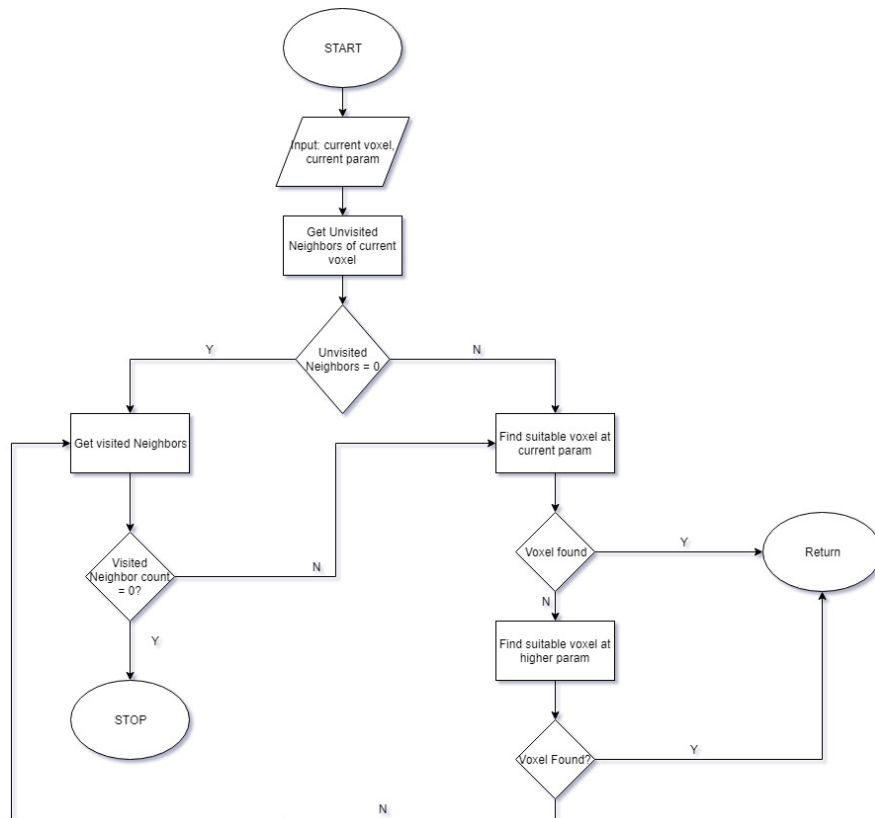 START
Input: current voxel,
current param
Get Unvisited
Neighbors of current
voxel
Unvisited
Neighbors = 0
Y
N
Get visited Neighbors
Find suitable voxel at
current param
Visited
Neighbor count
= 0?
N
Y
Voxel found
Y
N
Return
Find suitable voxel at
higher param
STOP
Voxel Found?
Y
N